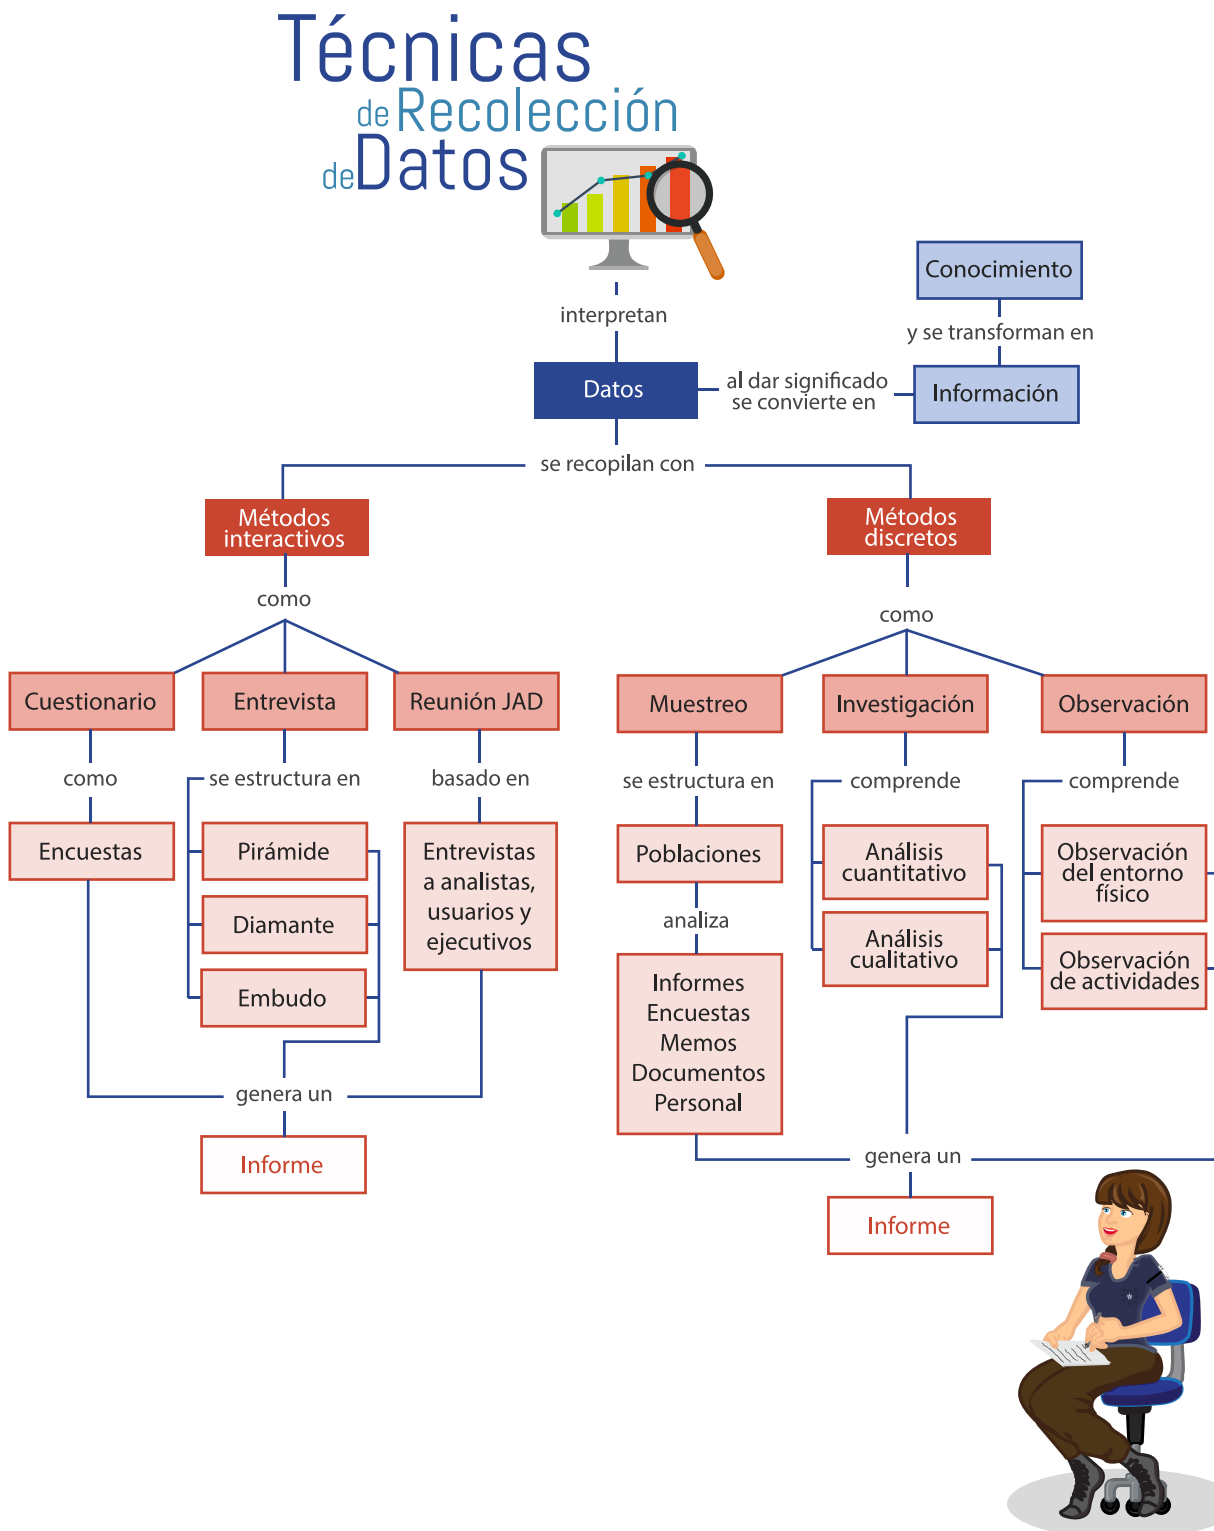 Técnicas
de Recolección
de Datos
interpretan
Datos
al dar significado
se convierte en
Información
y se transforman en
Conocimiento
se recopilan con
Métodos
interactivos
como
Cuestionario
Entrevista
Reunión JAD
como
se estructura en
basado en
Encuestas
Pirámide
Diamante
Embudo
Entrevistas
a analistas,
usuarios y
ejecutivos
genera un
Informe
Métodos
discretos
como
Muestreo
Investigación
Observación
se estructura en
comprende
comprende
Poblaciones
analiza
Informes
Encuestas
Memos
Documentos
Personal
Análisis
cuantitativo
Análisis
cualitativo
Observación
del entorno
físico
Observación
de actividades
genera un
Informe